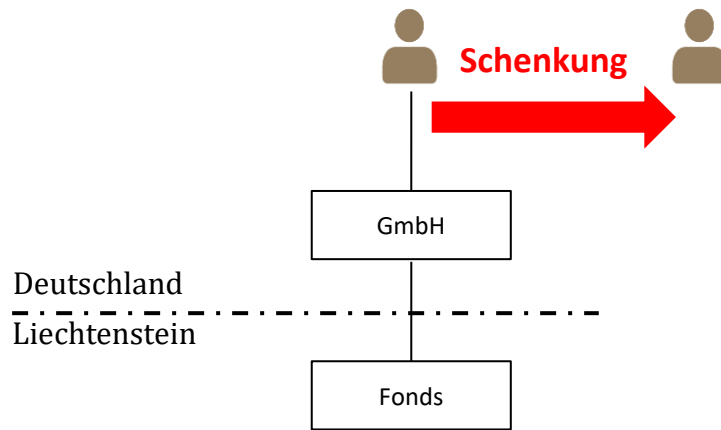 Schenkung
GmbH
Deutschland
Liechtenstein
Fonds